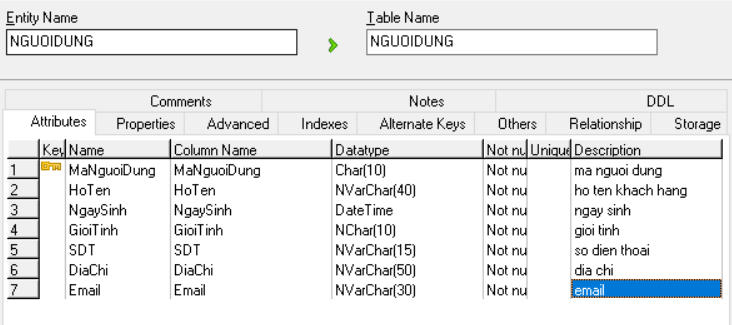 Entity Name Table Name
NGUOIDUNG NGUOIDUNG
Comments Notes DDL
Attributes Properties Advanced Indexes Alternate Keys Others Relationship Storage
Key Name Column Name Datatype Not nu Unique Description
1 MaNguoiDung MaNguoiDung Char(10) Not nu ma nguoi dung
2 HoTen HoTen NVarChar(40) Not nu ho ten khach hang
3 NgaySinh NgaySinh DateTime Not nu ngay sinh
4 GioiTinh GioiTinh NChar(10) Not nu gioi tinh
5 SDT SDT NVarChar(15) Not nu so dien thoai
6 DiaChi DiaChi NVarChar(50) Not nu dia chi
7 Email Email NVarChar(30) Not nu email